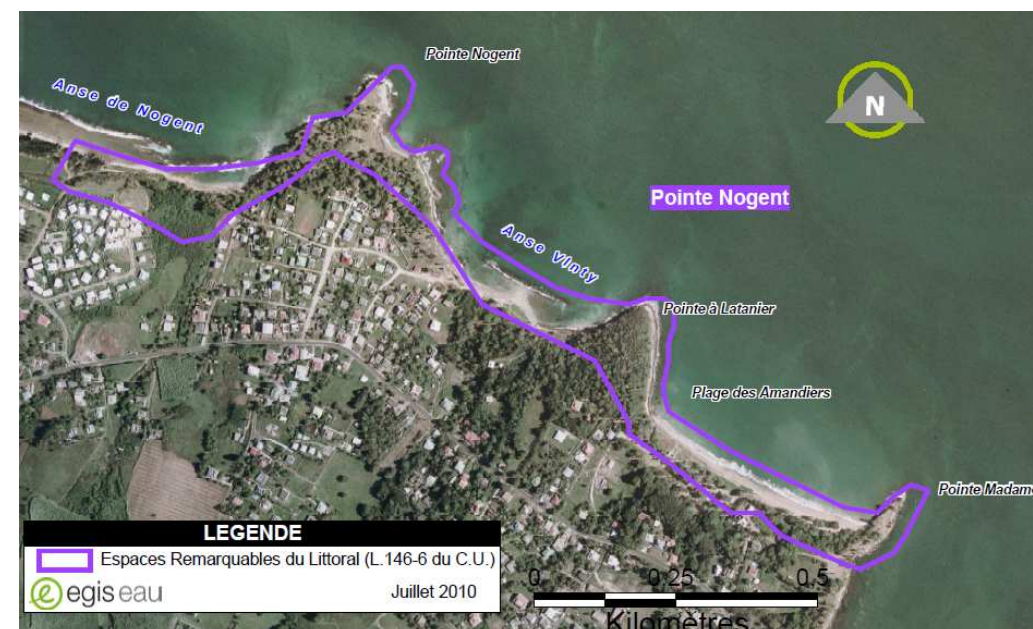 Pointe Nogent
Anse de Nogent
N
Pointe Nogent
Anse VInty
Pointe à Latanier
Plage des Amandiers
Pointe Madame
LEGENDE
Espaces Remarquables du Littoral (L.146-6 du C.U.)
egis eau
Juillet 2010
0 0,25 0,5
Kilomètres